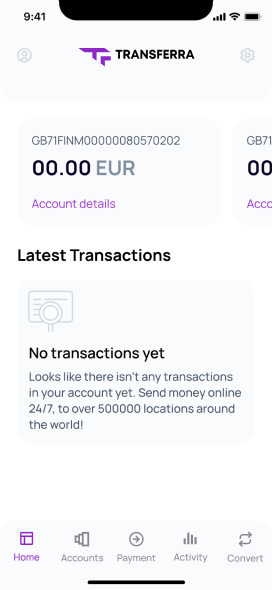 9:41
TRANSFERRA
GB71FINM00000080570202
GB71
00.00 EUR
00
Account details
Acco
Latest Transactions
No transactions yet
Looks like there isn't any transactions
in your account yet. Send money online
24/7, to over 500000 locations around
the world!
Home
Accounts
Payment
Activity
Convert